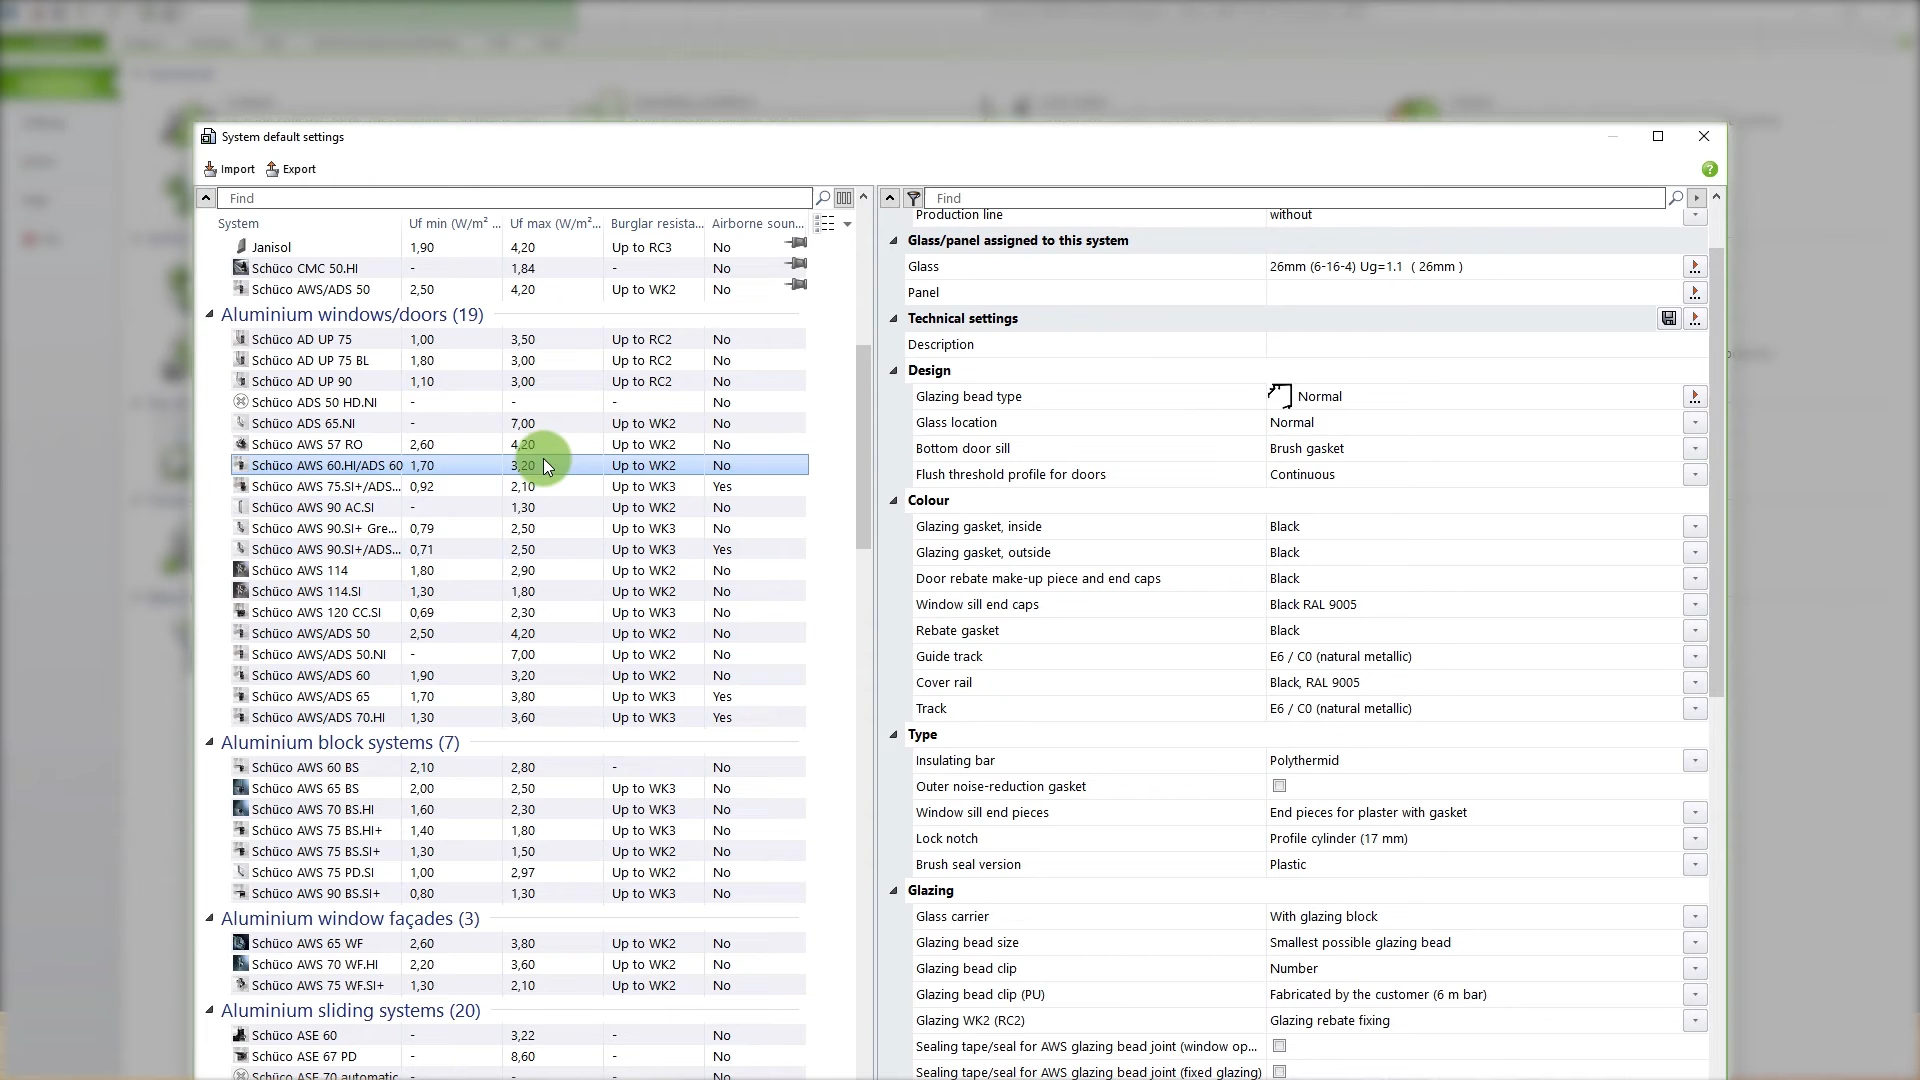 System default settings
Import Export
Find
System Uf min (W/m² ... Uf max (W/m²... Burglar resista... Airborne soun...
Janisol 1,90 4,20 Up to RC3 No
Schüco CMC 50.HI - 1,84 - No
Schüco AWS/ADS 50 2,50 4,20 Up to WK2 No
Aluminium windows/doors (19)
Schüco AD UP 75 1,00 3,50 Up to RC2 No
Schüco AD UP 75 BL 1,80 3,00 Up to RC2 No
Schüco AD UP 90 1,10 3,00 Up to RC2 No
Schüco ADS 50 HD.NI - - - No
Schüco ADS 65.NI - 7,00 Up to WK2 No
Schüco AWS 57 RO 2,60 4,20 Up to WK2 No
Schüco AWS 60.HI/ADS 60 1,70 3,20 Up to WK2 No
Schüco AWS 75.SI+/ADS... 0,92 2,10 Up to WK3 Yes
Schüco AWS 90 AC.SI - 1,30 Up to WK2 No
Schüco AWS 90.SI+ Gre... 0,79 2,50 Up to WK3 No
Schüco AWS 90.SI+/ADS... 0,71 2,50 Up to WK3 Yes
Schüco AWS 114 1,80 2,90 Up to WK2 No
Schüco AWS 114.SI 1,30 1,80 Up to WK2 No
Schüco AWS 120 CC.SI 0,69 2,30 Up to WK3 No
Schüco AWS/ADS 50 2,50 4,20 Up to WK2 No
Schüco AWS/ADS 50.NI - 7,00 Up to WK2 No
Schüco AWS/ADS 60 1,90 3,20 Up to WK2 No
Schüco AWS/ADS 65 1,70 3,80 Up to WK3 Yes
Schüco AWS/ADS 70.HI 1,30 3,60 Up to WK3 Yes
Aluminium block systems (7)
Schüco AWS 60 BS 2,10 2,80 - No
Schüco AWS 65 BS 2,00 2,50 Up to WK3 No
Schüco AWS 70 BS.HI 1,60 2,30 Up to WK3 No
Schüco AWS 75 BS.HI+ 1,40 1,80 Up to WK3 No
Schüco AWS 75 BS.SI+ 1,30 1,50 Up to WK2 No
Schüco AWS 75 PD.SI 1,00 2,97 Up to WK2 No
Schüco AWS 90 BS.SI+ 0,80 1,30 Up to WK3 No
Aluminium window façades (3)
Schüco AWS 65 WF 2,60 3,80 Up to WK2 No
Schüco AWS 70 WF.HI 2,20 3,60 Up to WK2 No
Schüco AWS 75 WF.SI+ 1,30 2,10 Up to WK2 No
Aluminium sliding systems (20)
Schüco ASE 60 - 3,22 - No
Schüco ASE 67 PD - 8,60 - No
Schüco ASE 70 automatic - - - No
Find
Production line without
Glass/panel assigned to this system
Glass 26mm (6-16-4) Ug=1.1 ( 26mm )
Panel
Technical settings
Description
Design
Glazing bead type Normal
Glass location Normal
Bottom door sill Brush gasket
Flush threshold profile for doors Continuous
Colour
Glazing gasket, inside Black
Glazing gasket, outside Black
Door rebate make-up piece and end caps Black
Window sill end caps Black RAL 9005
Rebate gasket Black
Guide track E6 / C0 (natural metallic)
Cover rail Black, RAL 9005
Track E6 / C0 (natural metallic)
Type
Insulating bar Polythermid
Outer noise-reduction gasket
Window sill end pieces End pieces for plaster with gasket
Lock notch Profile cylinder (17 mm)
Brush seal version Plastic
Glazing
Glass carrier With glazing block
Glazing bead size Smallest possible glazing bead
Glazing bead clip Number
Glazing bead clip (PU) Fabricated by the customer (6 m bar)
Glazing WK2 (RC2) Glazing rebate fixing
Sealing tape/seal for AWS glazing bead joint (window op...
Sealing tape/seal for AWS glazing bead joint (fixed glazing)